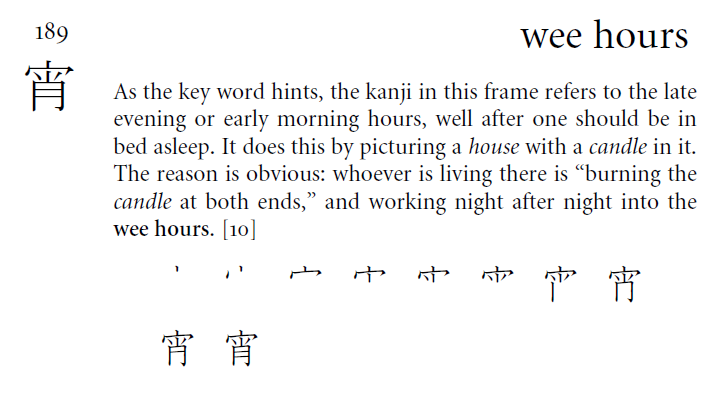 189
wee hours
宵
As the key word hints, the kanji in this frame refers to the late
evening or early morning hours, well after one should be in
bed asleep. It does this by picturing a house with a candle in it.
The reason is obvious: whoever is living there is “burning the
candle at both ends,” and working night after night into the
wee hours. [10]
宵 宵